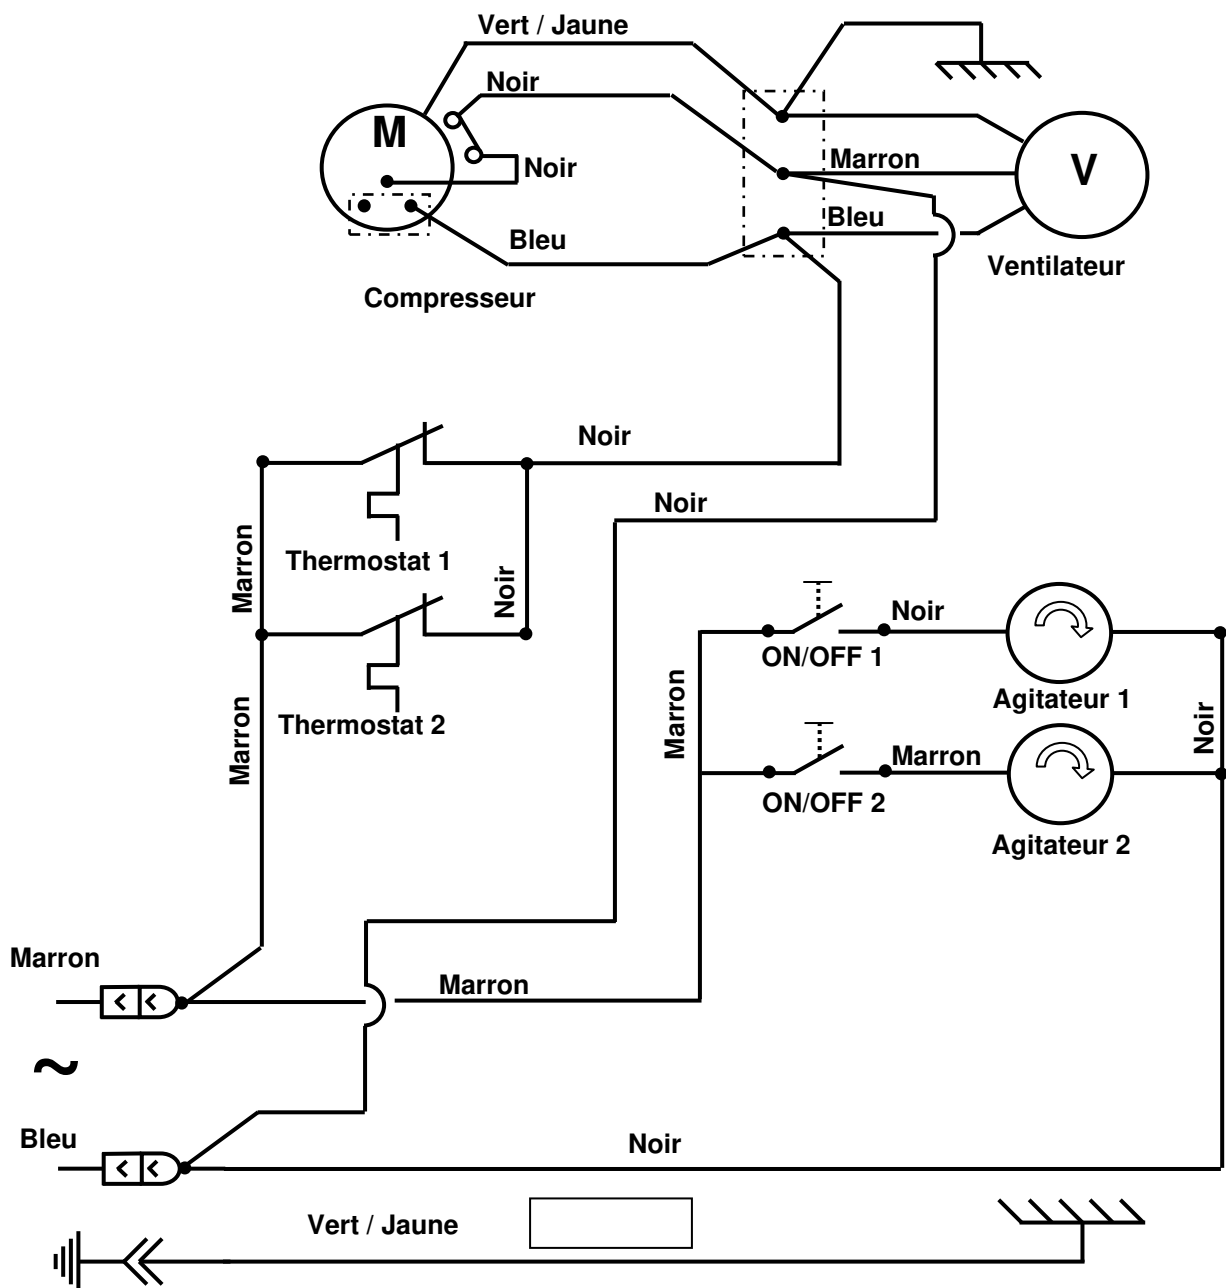 Vert / Jaune
Noir
M
Noir
Marron
V
Bleu
Bleu
Ventilateur
Compresseur
Noir
Noir
Marron
Thermostat 1
Noir
Noir
ON/OFF 1
Agitateur 1
Marron
Marron
Thermostat 2
Noir
Marron
ON/OFF 2
Agitateur 2
Marron
Marron
~
Bleu
Noir
Vert / Jaune